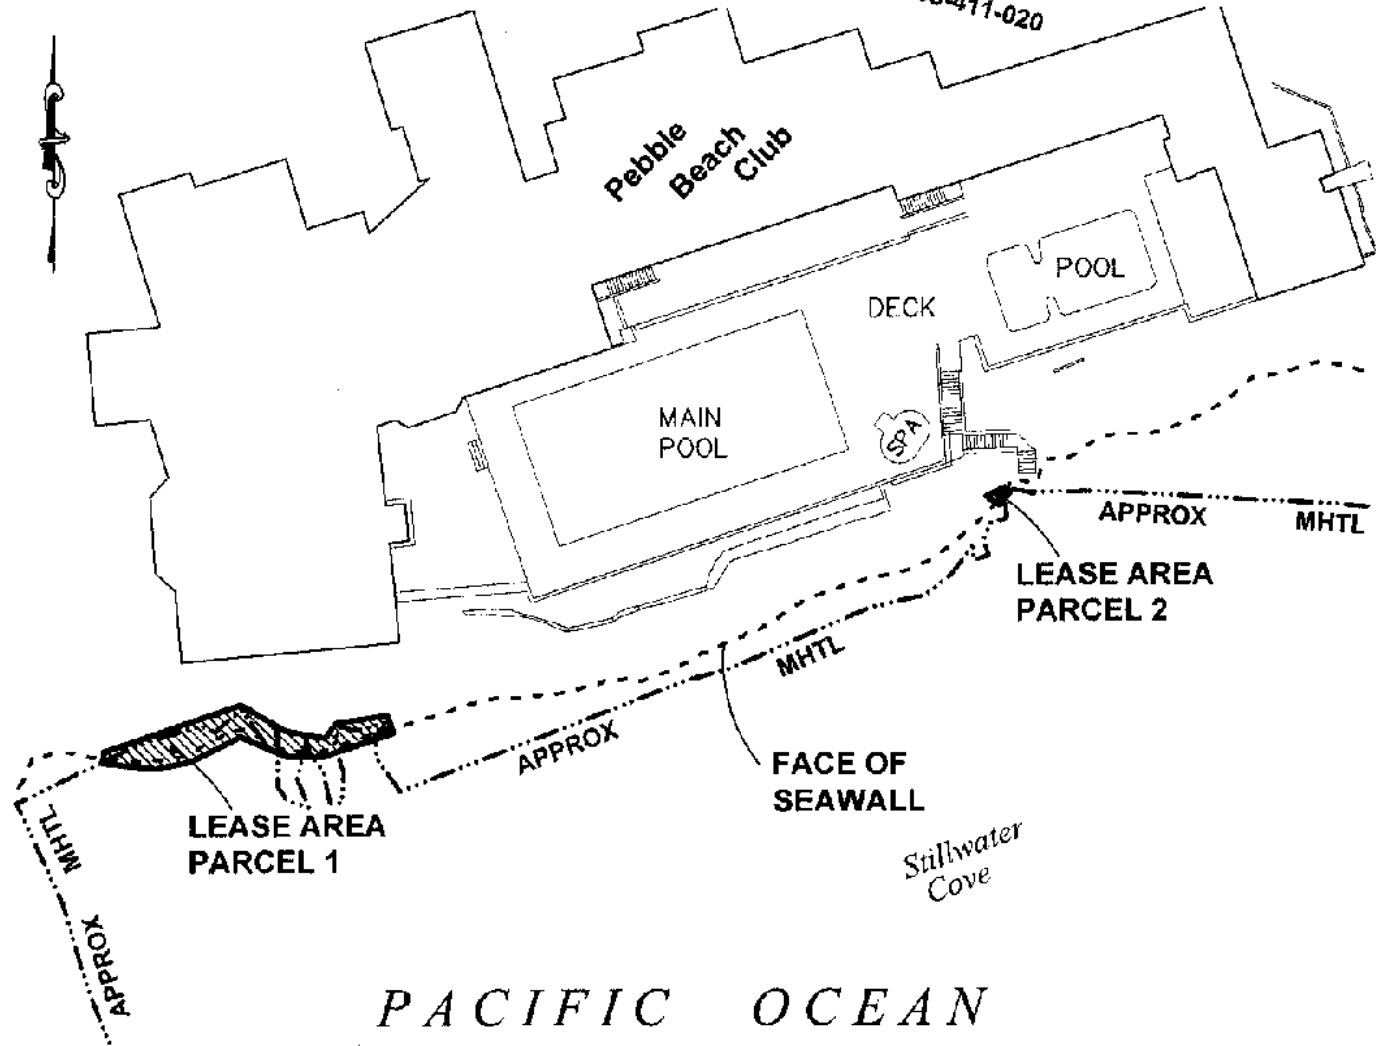 411-020
Pebble
Beach
Club
POOL
DECK
MAIN
POOL
SPA
APPROX
MHTL
LEASE AREA
PARCEL 2
MHTL
APPROX
FACE OF
SEAWALL
LEASE AREA
PARCEL 1
MHTL
APPROX
Stillwater
Cove
PACIFIC OCEAN